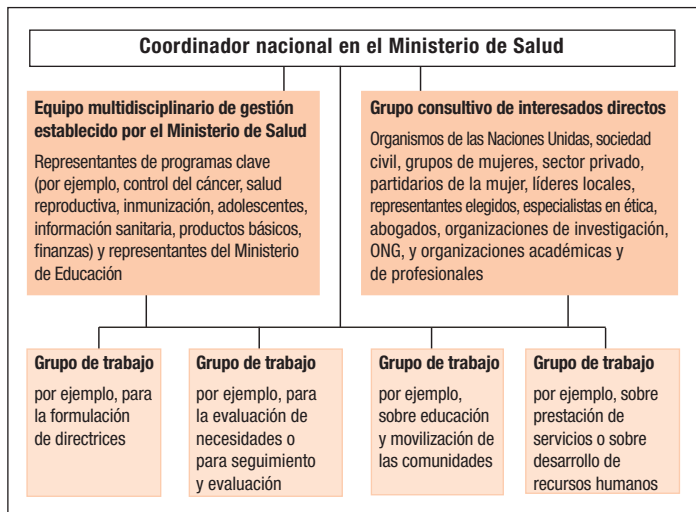 Coordinador nacional en el Ministerio de Salud
Equipo multidisciplinario de gestión
establecido por el Ministerio de Salud
Representantes de programas clave
(por ejemplo, control del cáncer, salud
reproductiva, inmunización, adolescentes,
información sanitaria, productos básicos,
finanzas) y representantes del Ministerio
de Educación
Grupo consultivo de interesados directos
Organismos de las Naciones Unidas, sociedad
civil, grupos de mujeres, sector privado,
partidarios de la mujer, líderes locales,
representantes elegidos, especialistas en ética,
abogados, organizaciones de investigación,
ONG, y organizaciones académicas y
de profesionales
Grupo de trabajo
por ejemplo, para
la formulación
de directrices
Grupo de trabajo
por ejemplo, para
la evaluación de
necesidades o
para seguimiento
y evaluación
Grupo de trabajo
por ejemplo,
sobre educación
y movilización de
las comunidades
Grupo de trabajo
por ejemplo, sobre
prestación de
servicios o sobre
desarrollo de
recursos humanos